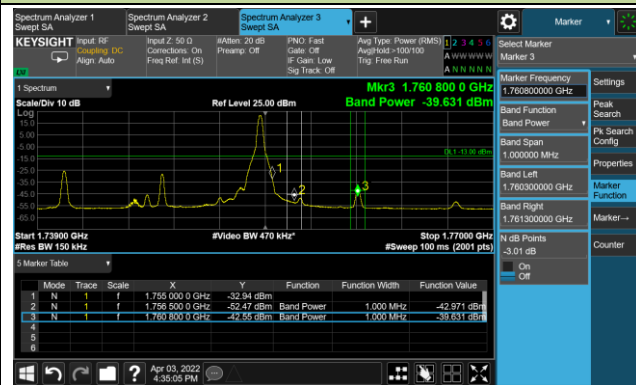 Spectrum Analyzer 1
Swept SA
Spectrum Analyzer 2
Swept SA
Spectrum Analyzer 3
Swept SA
Marker
KEYSIGHT
Input: RF
Coupling: DC
Align: Auto
Input Z: 50 Ω
Corrections: On
Freq Ref: Int (S)
#Atten: 20 dB
Preamp: Off
PNO: Fast
Gate: Off
IF Gain: Low
Sig Track: Off
Avg Type: Power (RMS)
Avg|Hold:>100/100
Trig: Free Run
1 2 3 4 5 6
A W W W W W
A N N N N N
Select Marker
Marker 3
1 Spectrum
Scale/Div 10 dB
Ref Level 25.00 dBm
Mkr3 1.760 800 0 GHz
Band Power -39.631 dBm
Log
15.0
5.00
-5.00
-15.0
-25.0
-35.0
-45.0
-55.0
-65.0
DL1 -13.00 dBm
1
2
3
Start 1.73900 GHz
#Res BW 150 kHz
#Video BW 470 kHz*
Stop 1.77000 GHz
#Sweep 100 ms (2001 pts)
5 Marker Table
Mode Trace Scale X Y Function Function Width Function Value
1 N 1 f 1.755 000 0 GHz -32.94 dBm
2 N 1 f 1.756 500 0 GHz -52.47 dBm Band Power 1.000 MHz -42.971 dBm
3 N 1 f 1.760 800 0 GHz -42.55 dBm Band Power 1.000 MHz -39.631 dBm
4
5
6
Marker Frequency
1.760800000 GHz
Band Function
Band Power
Band Span
1.000000 MHz
Band Left
1.760300000 GHz
Band Right
1.761300000 GHz
N dB Points
-3.01 dB
On
Off
Settings
Peak
Search
Pk Search
Config
Properties
Marker
Function
Marker→
Counter
Apr 03, 2022
4:35:05 PM